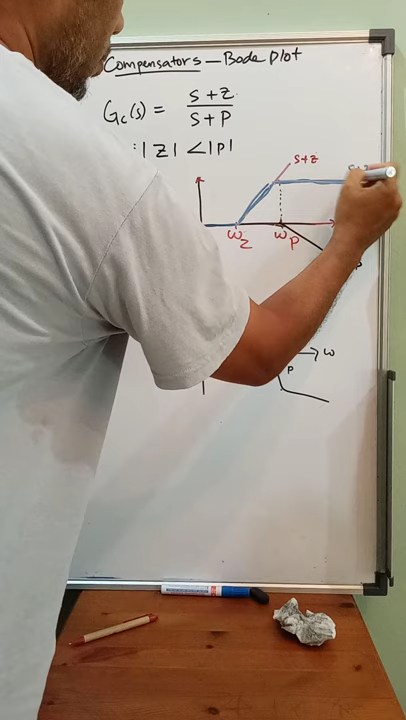 Compensators — Bode plot
Gc(s) = s+z / s+p
|z| < |p|
s+z
ωz
ωp
ω
p